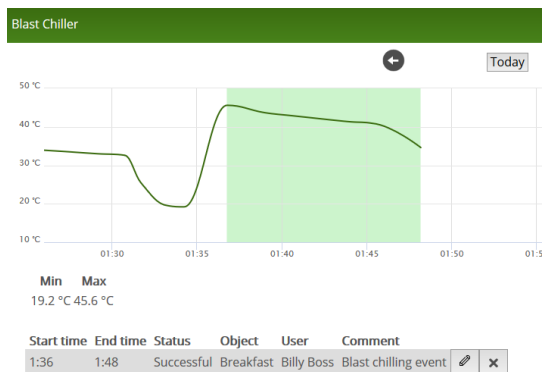 Blast Chiller
Today
50 °C
40 °C
30 °C
20 °C
10 °C
01:30 01:35 01:40 01:45 01:50 01:5
Min Max
19.2 °C 45.6 °C
Start time End time Status Object User Comment
1:36 1:48 Successful Breakfast Billy Boss Blast chilling event